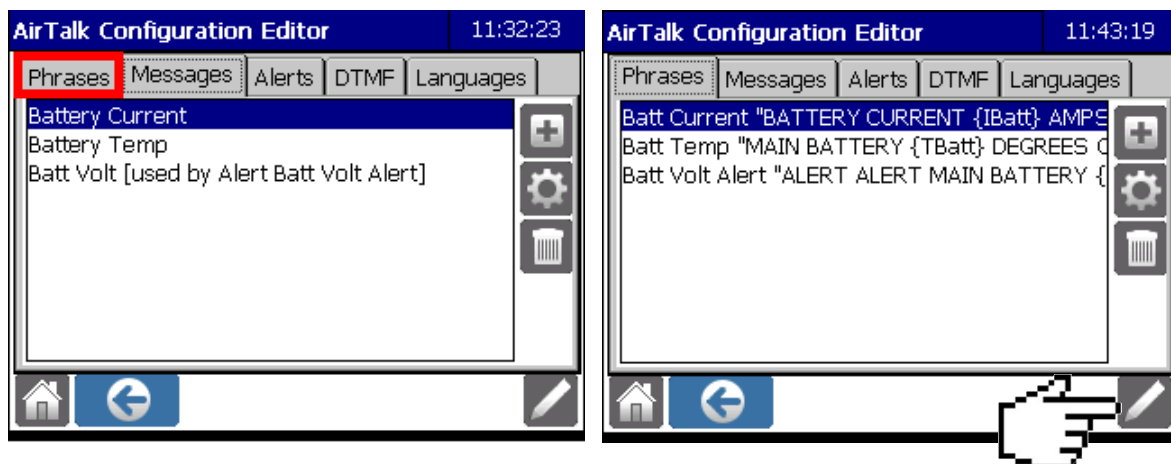 AirTalk Configuration Editor 11:32:23
Phrases Messages Alerts DTMF Languages
Battery Current
Battery Temp
Batt Volt [used by Alert Batt Volt Alert]
AirTalk Configuration Editor 11:43:19
Phrases Messages Alerts DTMF Languages
Batt Current "BATTERY CURRENT {IBatt} AMPS
Batt Temp "MAIN BATTERY {TBatt} DEGREES C
Batt Volt Alert "ALERT ALERT MAIN BATTERY {